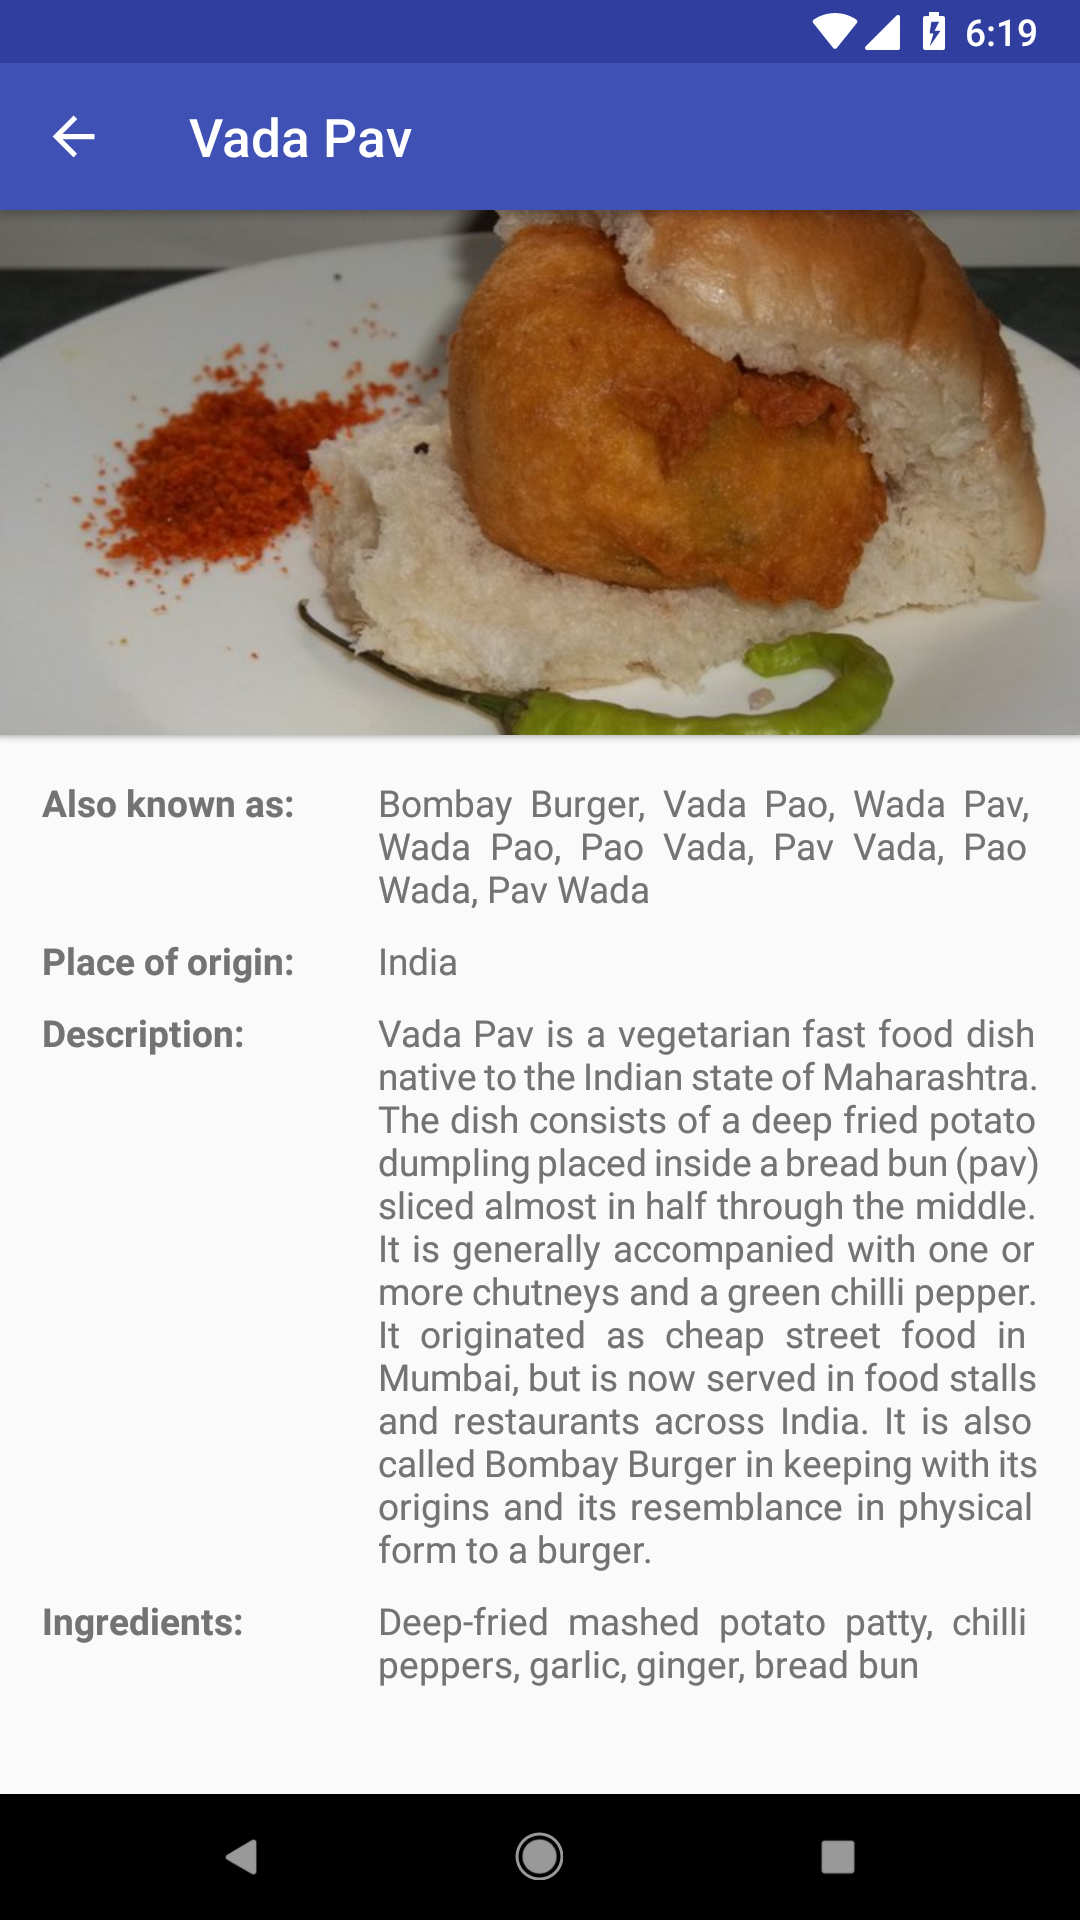 6:19
Vada Pav
Also known as:
Bombay Burger, Vada Pao, Wada Pav,
Wada Pao, Pao Vada, Pav Vada, Pao
Wada, Pav Wada
Place of origin:
India
Description:
Vada Pav is a vegetarian fast food dish
native to the Indian state of Maharashtra.
The dish consists of a deep fried potato
dumpling placed inside a bread bun (pav)
sliced almost in half through the middle.
It is generally accompanied with one or
more chutneys and a green chilli pepper.
It originated as cheap street food in
Mumbai, but is now served in food stalls
and restaurants across India. It is also
called Bombay Burger in keeping with its
origins and its resemblance in physical
form to a burger.
Ingredients:
Deep-fried mashed potato patty, chilli
peppers, garlic, ginger, bread bun